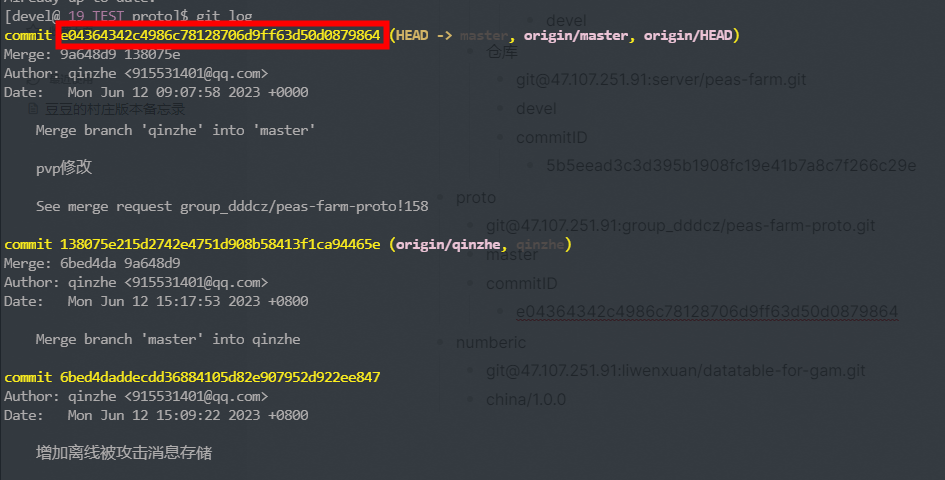 Already up to date.
[devel@ 19 TEST proto]$ git log
commit e04364342c4986c78128706d9ff63d50d0879864 (HEAD -> master, origin/master, origin/HEAD)
Merge: 9a648d9 138075e
Author: qinzhe <915531401@qq.com>
Date:   Mon Jun 12 09:07:58 2023 +0000
Merge branch 'qinzhe' into 'master'
pvp修改
See merge request group_dddcz/peas-farm-proto!158
commit 138075e215d2742e4751d908b58413f1ca94465e (origin/qinzhe, qinzhe)
Merge: 6bed4da 9a648d9
Author: qinzhe <915531401@qq.com>
Date:   Mon Jun 12 15:17:53 2023 +0800
Merge branch 'master' into qinzhe
commit 6bed4daddecdd36884105d82e907952d922ee847
Author: qinzhe <915531401@qq.com>
Date:   Mon Jun 12 15:09:22 2023 +0800
增加离线被攻击消息存储
豆豆的村庄版本备忘录
devel
仓库
git@47.107.251.91:server/peas-farm.git
devel
commitID
5b5eead3c3d395b1908fc19e41b7a8c7f266c29e
proto
git@47.107.251.91:group_dddcz/peas-farm-proto.git
master
commitID
e04364342c4986c78128706d9ff63d50d0879864
numberic
git@47.107.251.91:liwenxuan/datatable-for-gam.git
china/1.0.0